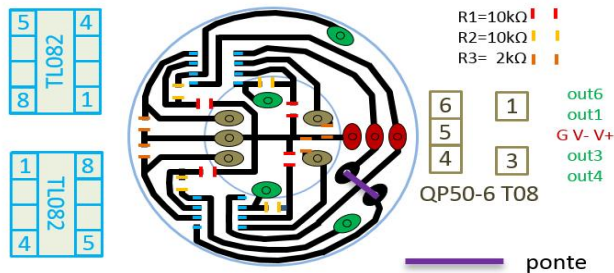 5 4
TL082
8 1
1 8
TL082
4 5
R1=10kΩ
R2=10kΩ
R3= 2kΩ
6
5
4
1
3
QP50-6 T08
out6
out1
G V- V+
out3
out4
ponte